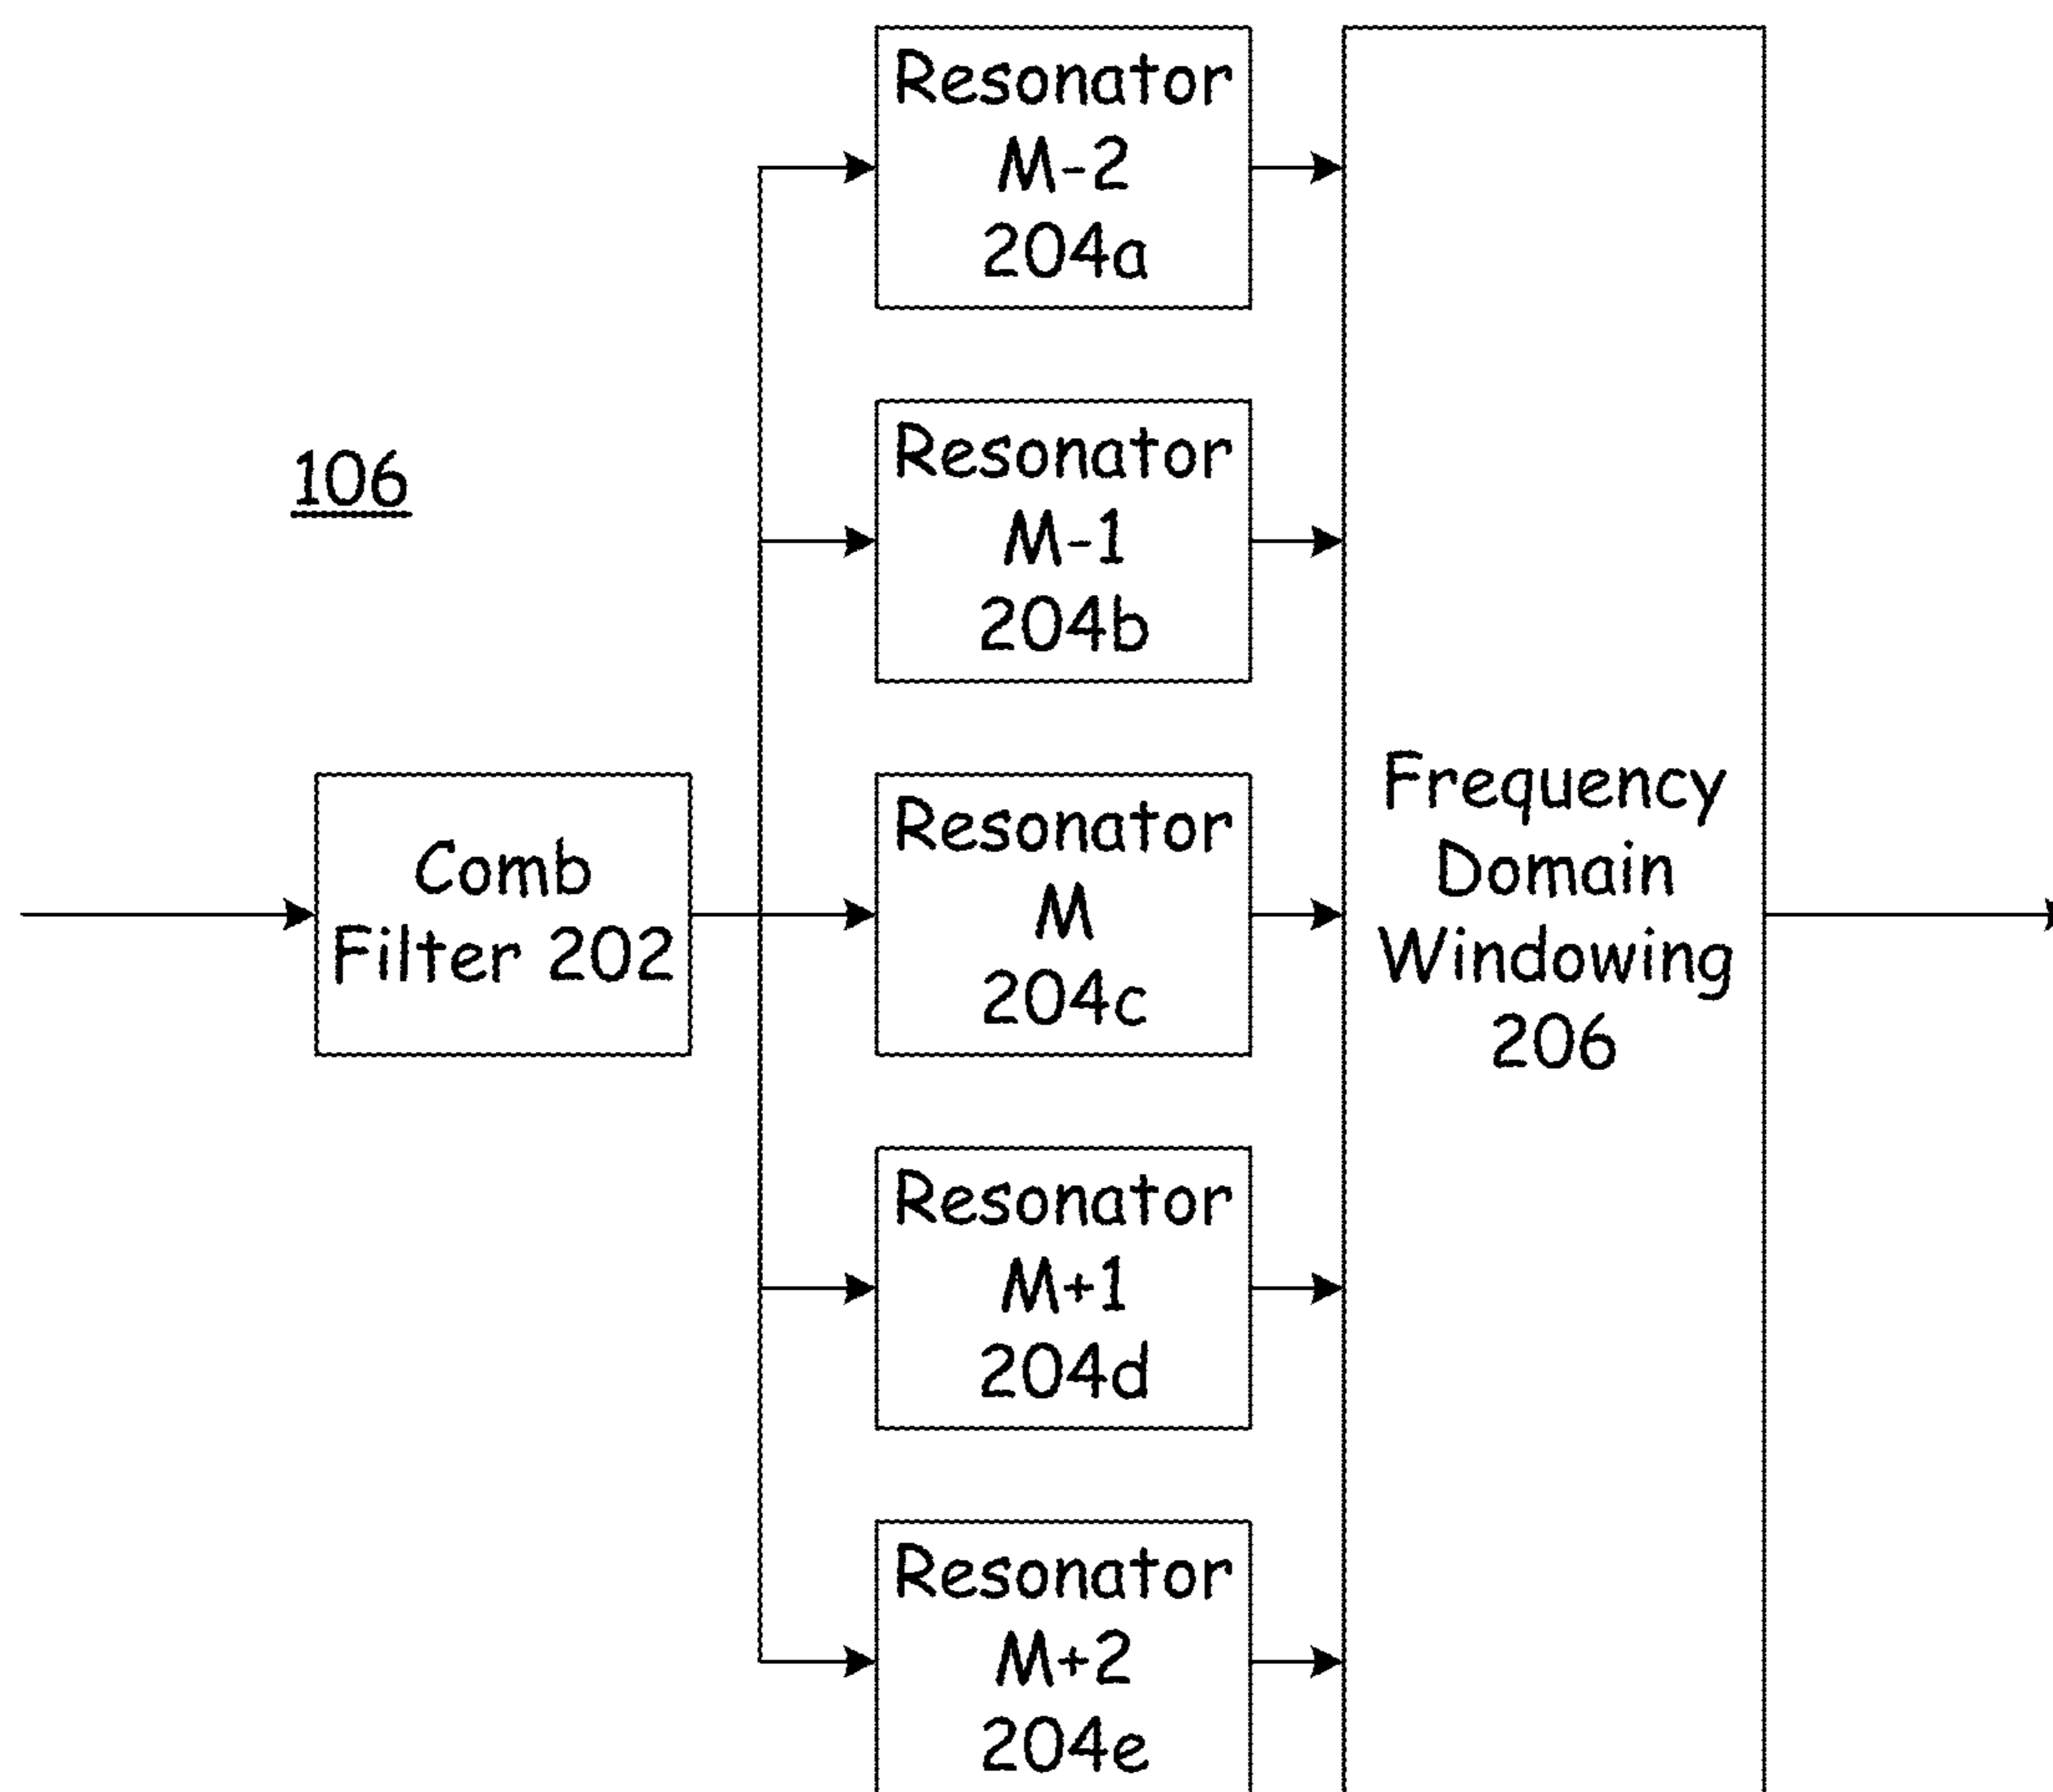 Resonator
M-2
204a
106
Resonator
M-1
204b
Comb
Filter 202
Resonator
M
204c
Frequency
Domain
Windowing
206
Resonator
M+1
204d
Resonator
M+2
204e